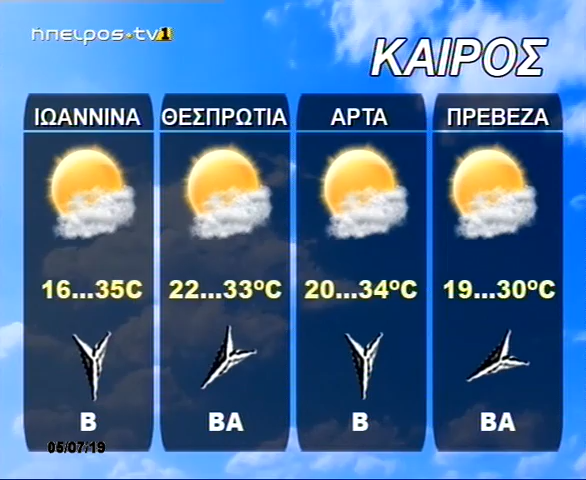 ήπειρος.tv1
ΚΑΙΡΟΣ
ΙΩΑΝΝΙΝΑ ΘΕΣΠΡΩΤΙΑ ΑΡΤΑ ΠΡΕΒΕΖΑ
16...35C 22...33ºC 20...34ºC 19...30ºC
Β ΒΑ Β ΒΑ
05/07/19